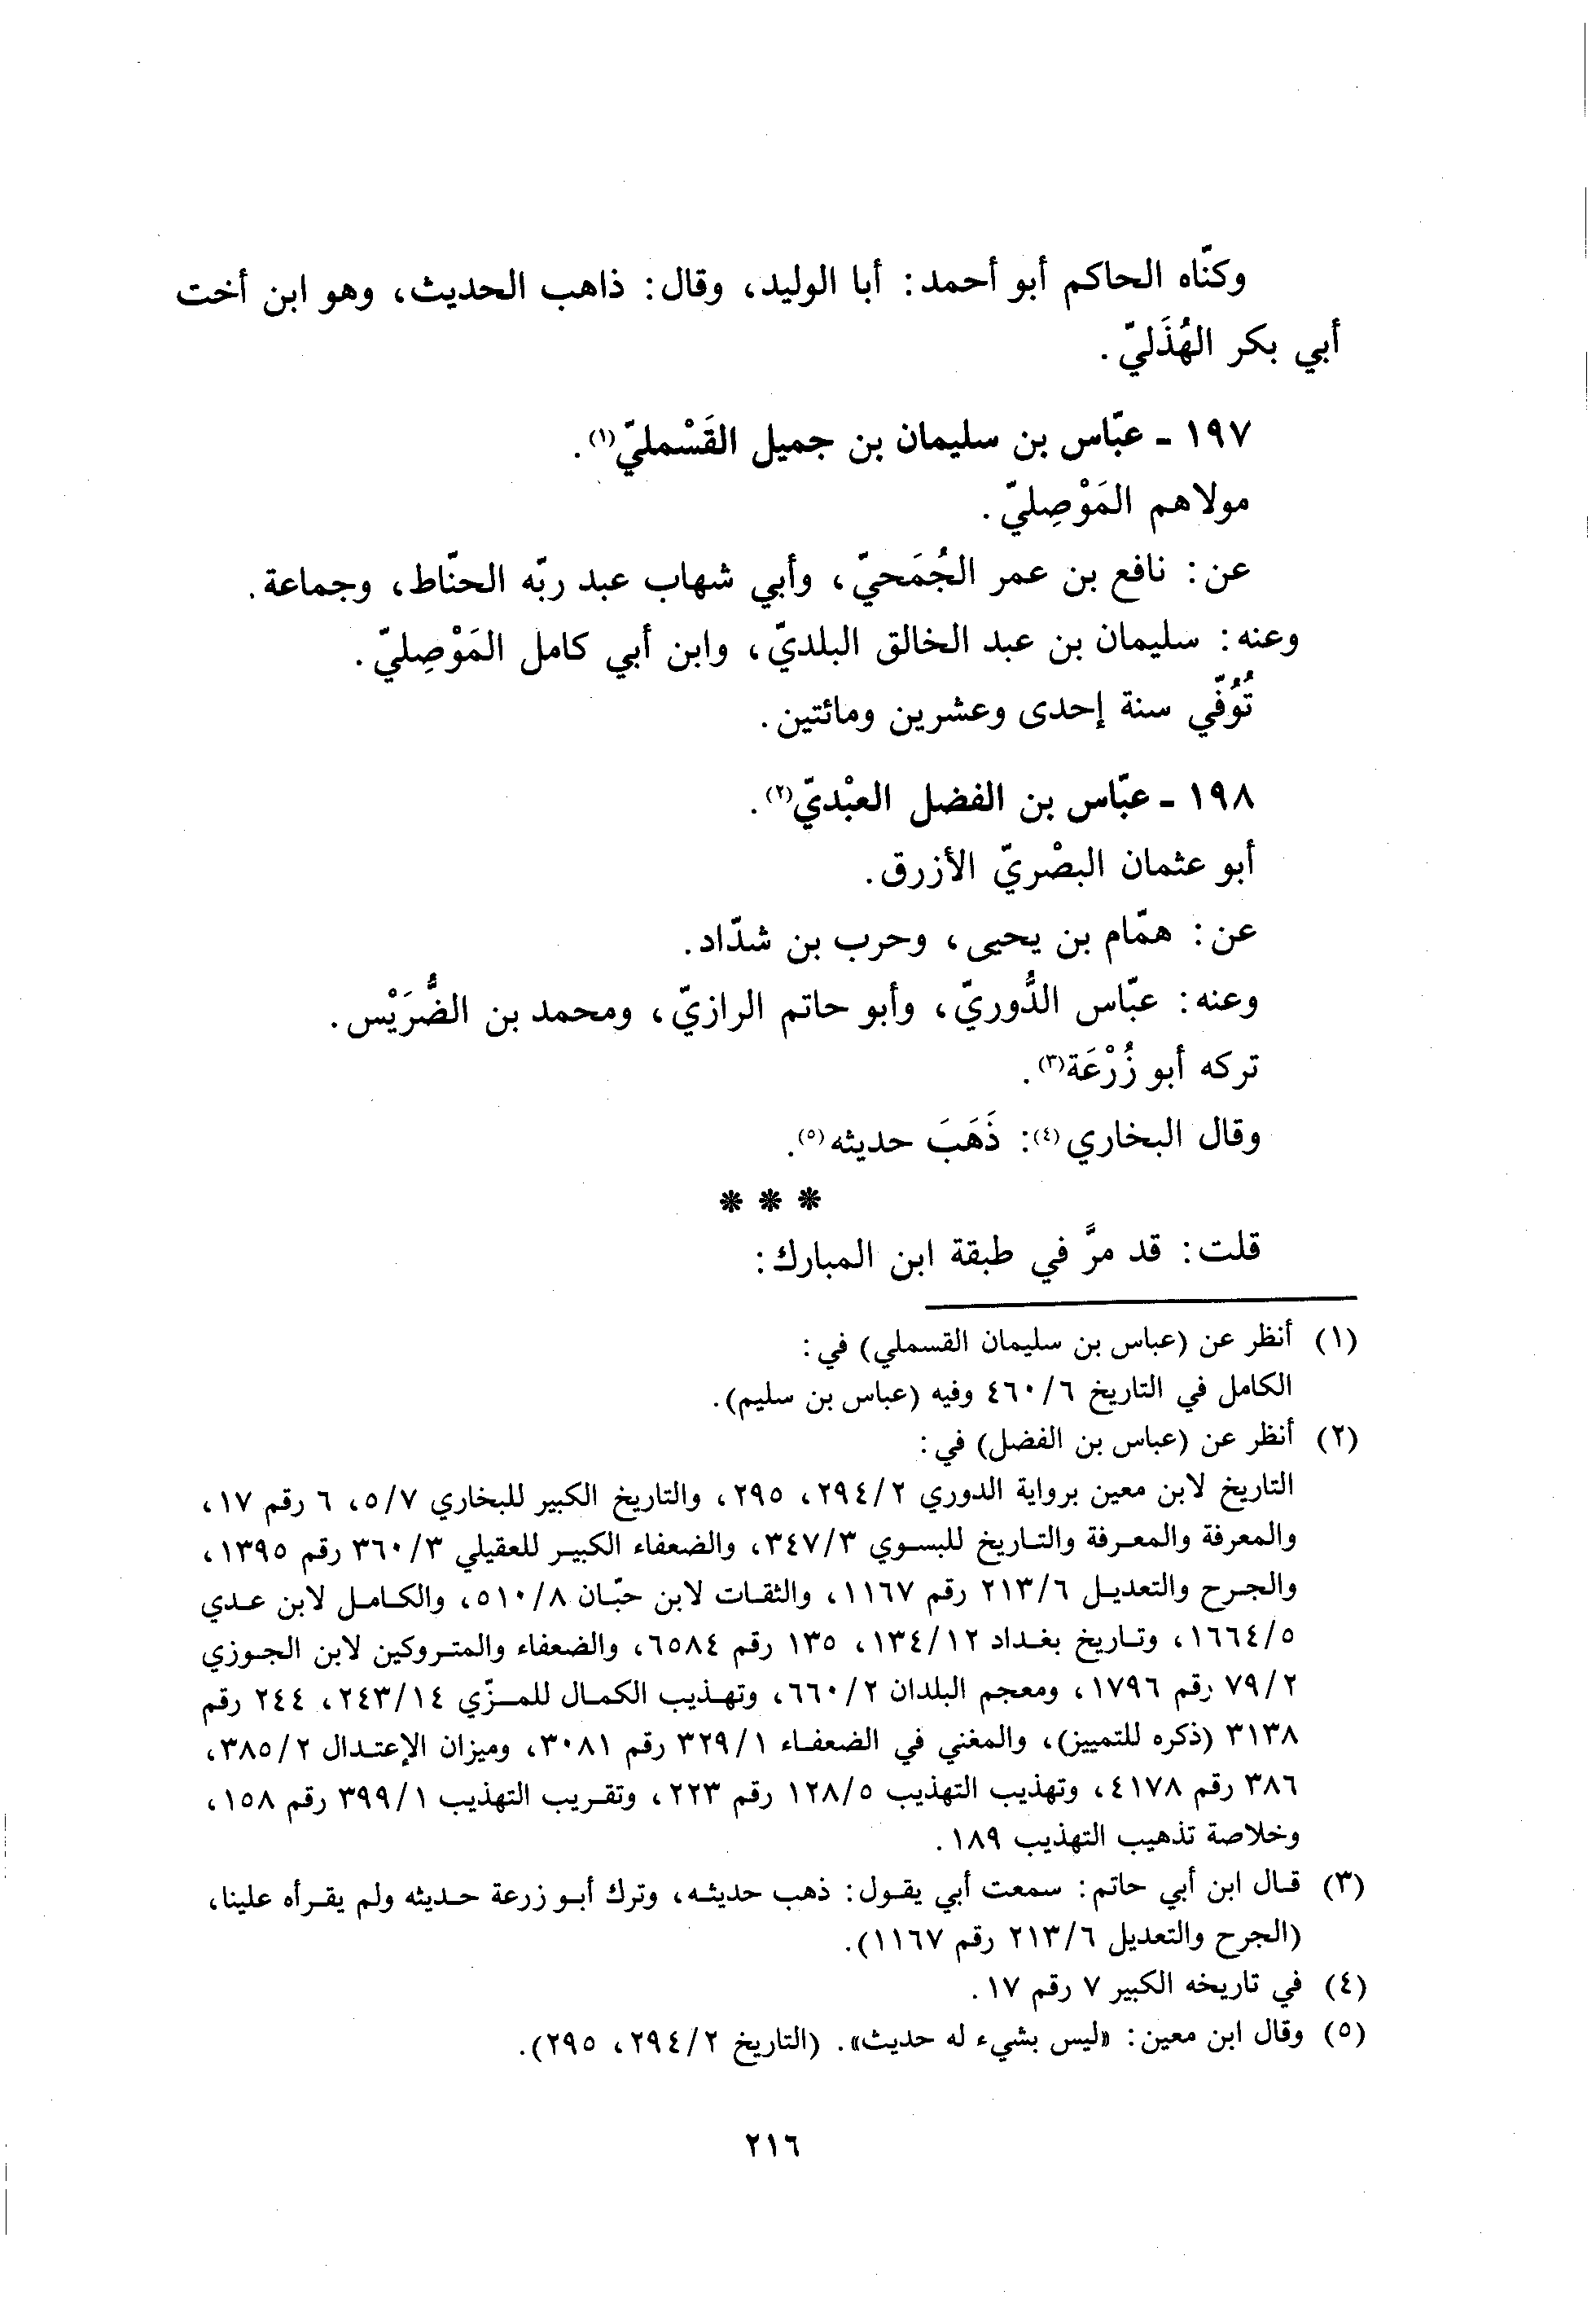 وكنّاه الحاكم أبو أحمد: أبا الوليد، وقال: ذاهب الحديث، وهو ابن أخت
أبي بكر الهُذَليّ.
١٩٧ - عبّاس بن سليمان بن جميل القَسْمليّ(١).
مولاهم المَوْصِليّ.
عن: نافع بن عمر الجُمَحيّ، وأبي شهاب عبد ربّه الحنّاط، وجماعة.
وعنه: سليمان بن عبد الخالق البلديّ، وابن أبي كامل المَوْصِليّ.
تُوُفّي سنة إحدى وعشرين ومائتين.
١٩٨ - عبّاس بن الفضل العبْديّ(٢).
أبو عثمان البصْريّ الأزرق.
عن: همّام بن يحيى، وحرب بن شدّاد.
وعنه: عبّاس الدُّوريّ، وأبو حاتم الرازيّ، ومحمد بن الضُّرَيْس.
تركه أبو زُرْعَة(٣).
وقال البخاري(٤): ذَهَبَ حديثه(٥).
* * *
قلت: قد مرَّ في طبقة ابن المبارك:
(١) أنظر عن (عباس بن سليمان القسملي) في:
الكامل في التاريخ ٤٦٠/٦ وفيه (عباس بن سليم).
(٢) أنظر عن (عباس بن الفضل) في:
التاريخ لابن معين برواية الدوري ٢٩٤/٢، ٢٩٥، والتاريخ الكبير للبخاري ٥/٧، ٦ رقم ١٧،
والمعرفة والمعرفة والتاريخ للبسوي ٣٤٧/٣، والضعفاء الكبير للعقيلي ٣٦٠/٣ رقم ١٣٩٥،
والجرح والتعديل ٢١٣/٦ رقم ١١٦٧، والثقات لابن حبّان ٥١٠/٨، والكامل لابن عدي
١٦٦٤/٥، وتاريخ بغداد ١٣٤/١٢، ١٣٥ رقم ٦٥٨٤، والضعفاء والمتروكين لابن الجوزي
٧٩/٢ رقم ١٧٩٦، ومعجم البلدان ٦٦٠/٢، وتهذيب الكمال للمزّي ٢٤٣/١٤، ٢٤٤ رقم
٣١٣٨ (ذكره للتمييز)، والمغني في الضعفاء ٣٢٩/١ رقم ٣٠٨١، وميزان الإعتدال ٣٨٥/٢،
٣٨٦ رقم ٤١٧٨، وتهذيب التهذيب ١٢٨/٥ رقم ٢٢٣، وتقريب التهذيب ٣٩٩/١ رقم ١٥٨،
وخلاصة تذهيب التهذيب ١٨٩.
(٣) قال ابن أبي حاتم: سمعت أبي يقول: ذهب حديثه، وترك أبو زرعة حديثه ولم يقرأه علينا،
(الجرح والتعديل ٢١٣/٦ رقم ١١٦٧).
(٤) في تاريخه الكبير ٧ رقم ١٧.
(٥) وقال ابن معين: «ليس بشيء له حديث». (التاريخ ٢٩٤/٢، ٢٩٥).
٢١٦